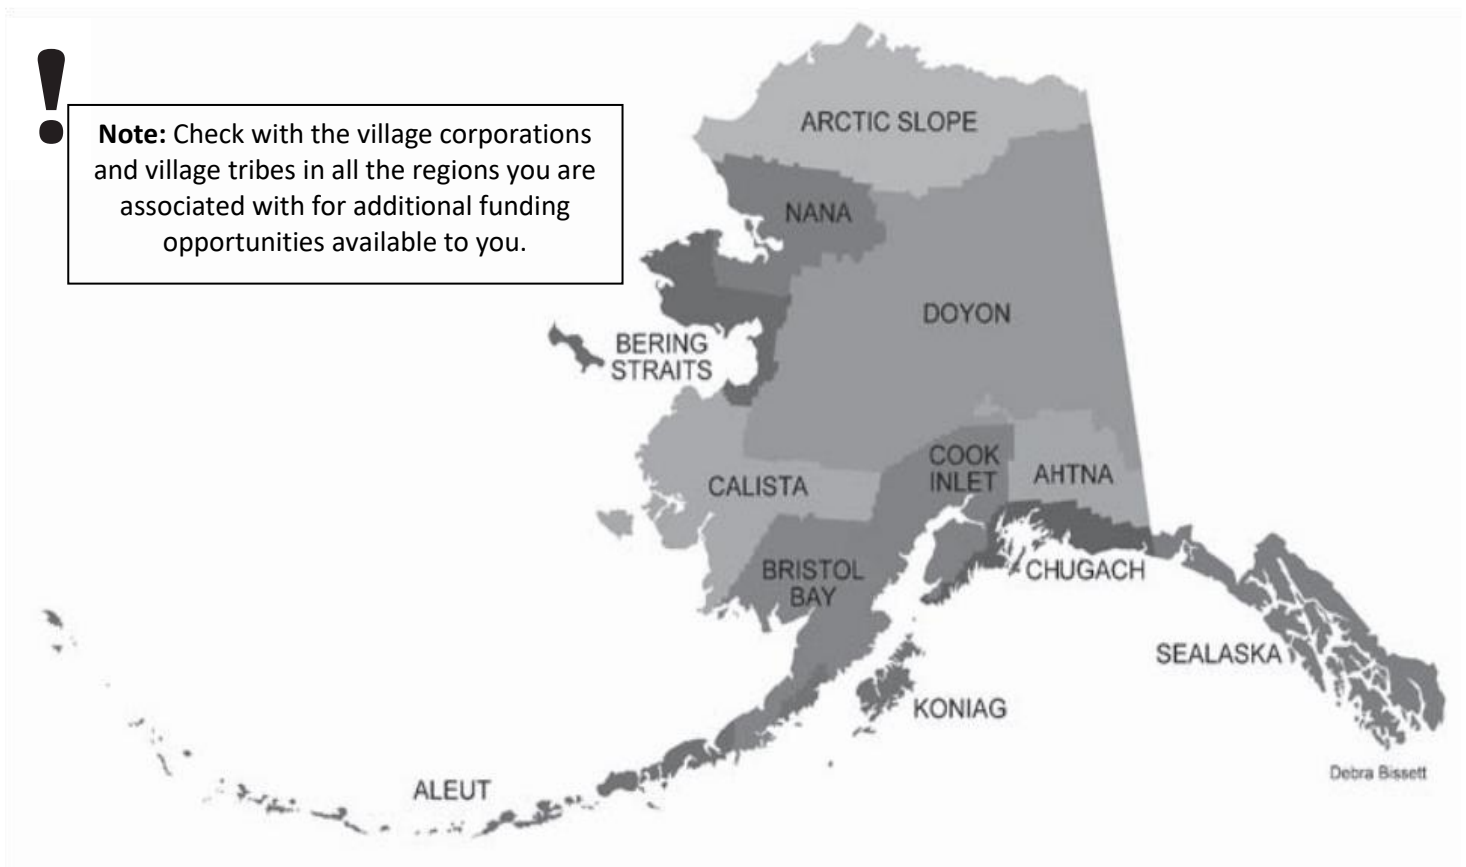 !
Note: Check with the village corporations
and village tribes in all the regions you are
associated with for additional funding
opportunities available to you.
ARCTIC SLOPE
NANA
DOYON
BERING
STRAITS
COOK
INLET
AHTNA
CALISTA
BRISTOL
BAY
CHUGACH
SEALASKA
KONIAG
ALEUT
Debra Bissett